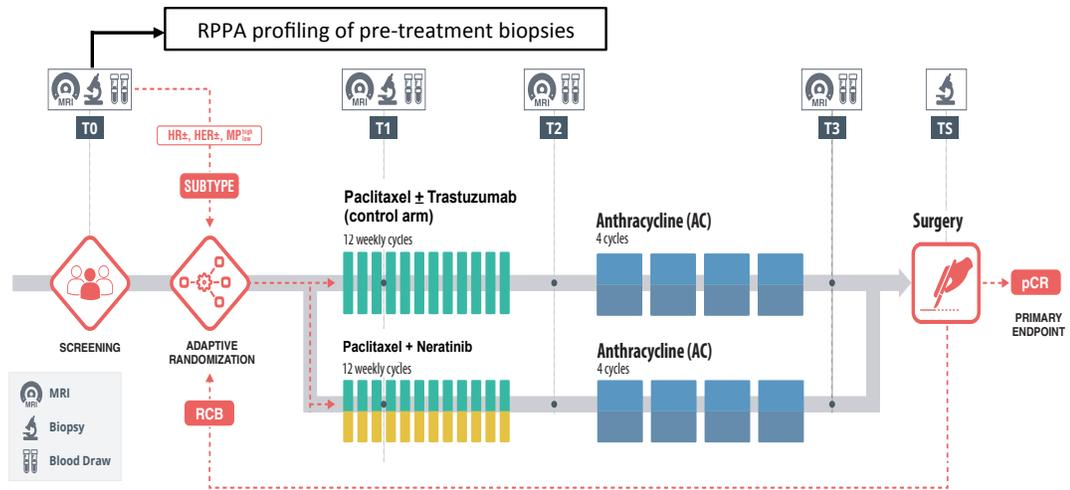 RPPA profiling of pre-treatment biopsies
MRI
MRI
MRI
MRI
T0
T1
T2
T3
TS
HR±, HER±, MP high
low
SUBTYPE
Paclitaxel ± Trastuzumab
(control arm)
12 weekly cycles
Anthracycline (AC)
4 cycles
Surgery
pCR
PRIMARY
ENDPOINT
SCREENING
ADAPTIVE
RANDOMIZATION
Paclitaxel + Neratinib
12 weekly cycles
Anthracycline (AC)
4 cycles
RCB
MRI
MRI
Biopsy
Blood Draw